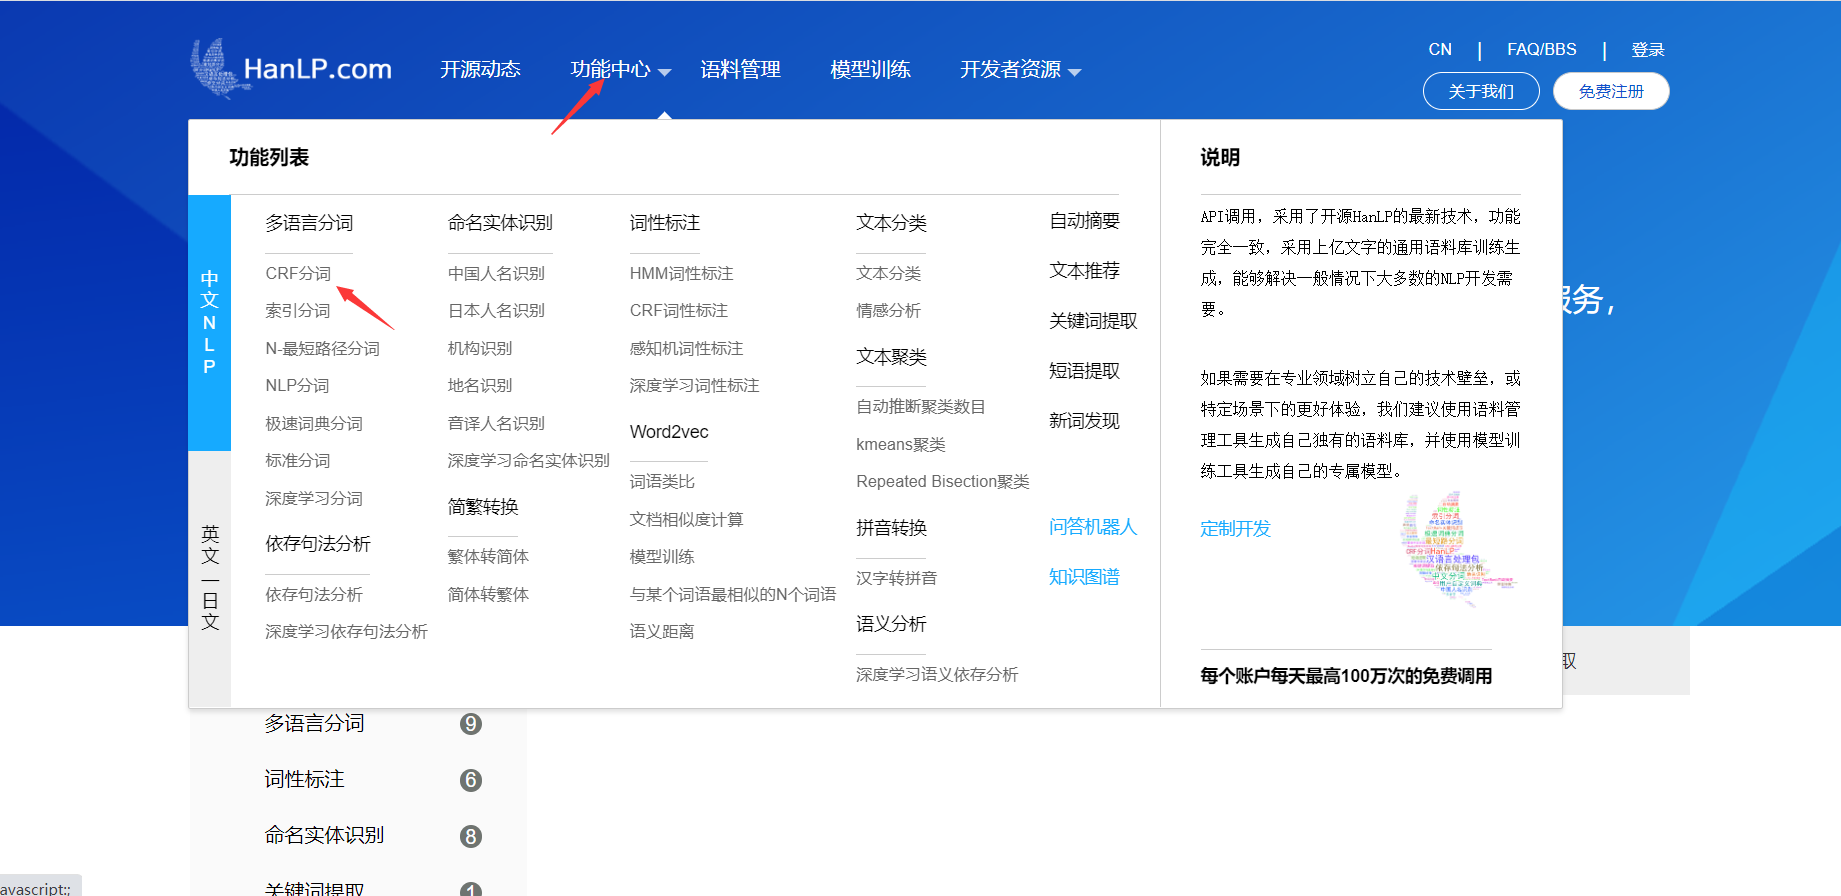 HanLP.com
开源动态
功能中心
语料管理
模型训练
开发者资源
CN | FAQ/BBS | 登录
关于我们
免费注册
功能列表
中文NLP
英文—日文
多语言分词
CRF分词
索引分词
N-最短路径分词
NLP分词
极速词典分词
标准分词
深度学习分词
依存句法分析
依存句法分析
深度学习依存句法分析
命名实体识别
中国人名识别
日本人名识别
机构识别
地名识别
音译人名识别
深度学习命名实体识别
简繁转换
繁体转简体
简体转繁体
词性标注
HMM词性标注
CRF词性标注
感知机词性标注
深度学习词性标注
Word2vec
词语类比
文档相似度计算
模型训练
与某个词语最相似的N个词语
语义距离
文本分类
文本分类
情感分析
文本聚类
自动推断聚类数目
kmeans聚类
Repeated Bisection聚类
拼音转换
汉字转拼音
语义分析
深度学习语义依存分析
自动摘要
文本推荐
关键词提取
短语提取
新词发现
问答机器人
知识图谱
说明
API调用，采用了开源HanLP的最新技术，功能
完全一致，采用上亿文字的通用语料库训练生
成，能够解决一般情况下大多数的NLP开发需
要。
如果需要在专业领域树立自己的技术壁垒，或
特定场景下的更好体验，我们建议使用语料管
理工具生成自己独有的语料库，并使用模型训
练工具生成自己的专属模型。
定制开发
每个账户每天最高100万次的免费调用
服务，
取
多语言分词 9
词性标注 6
命名实体识别 8
关键词提取 1
avascript:;